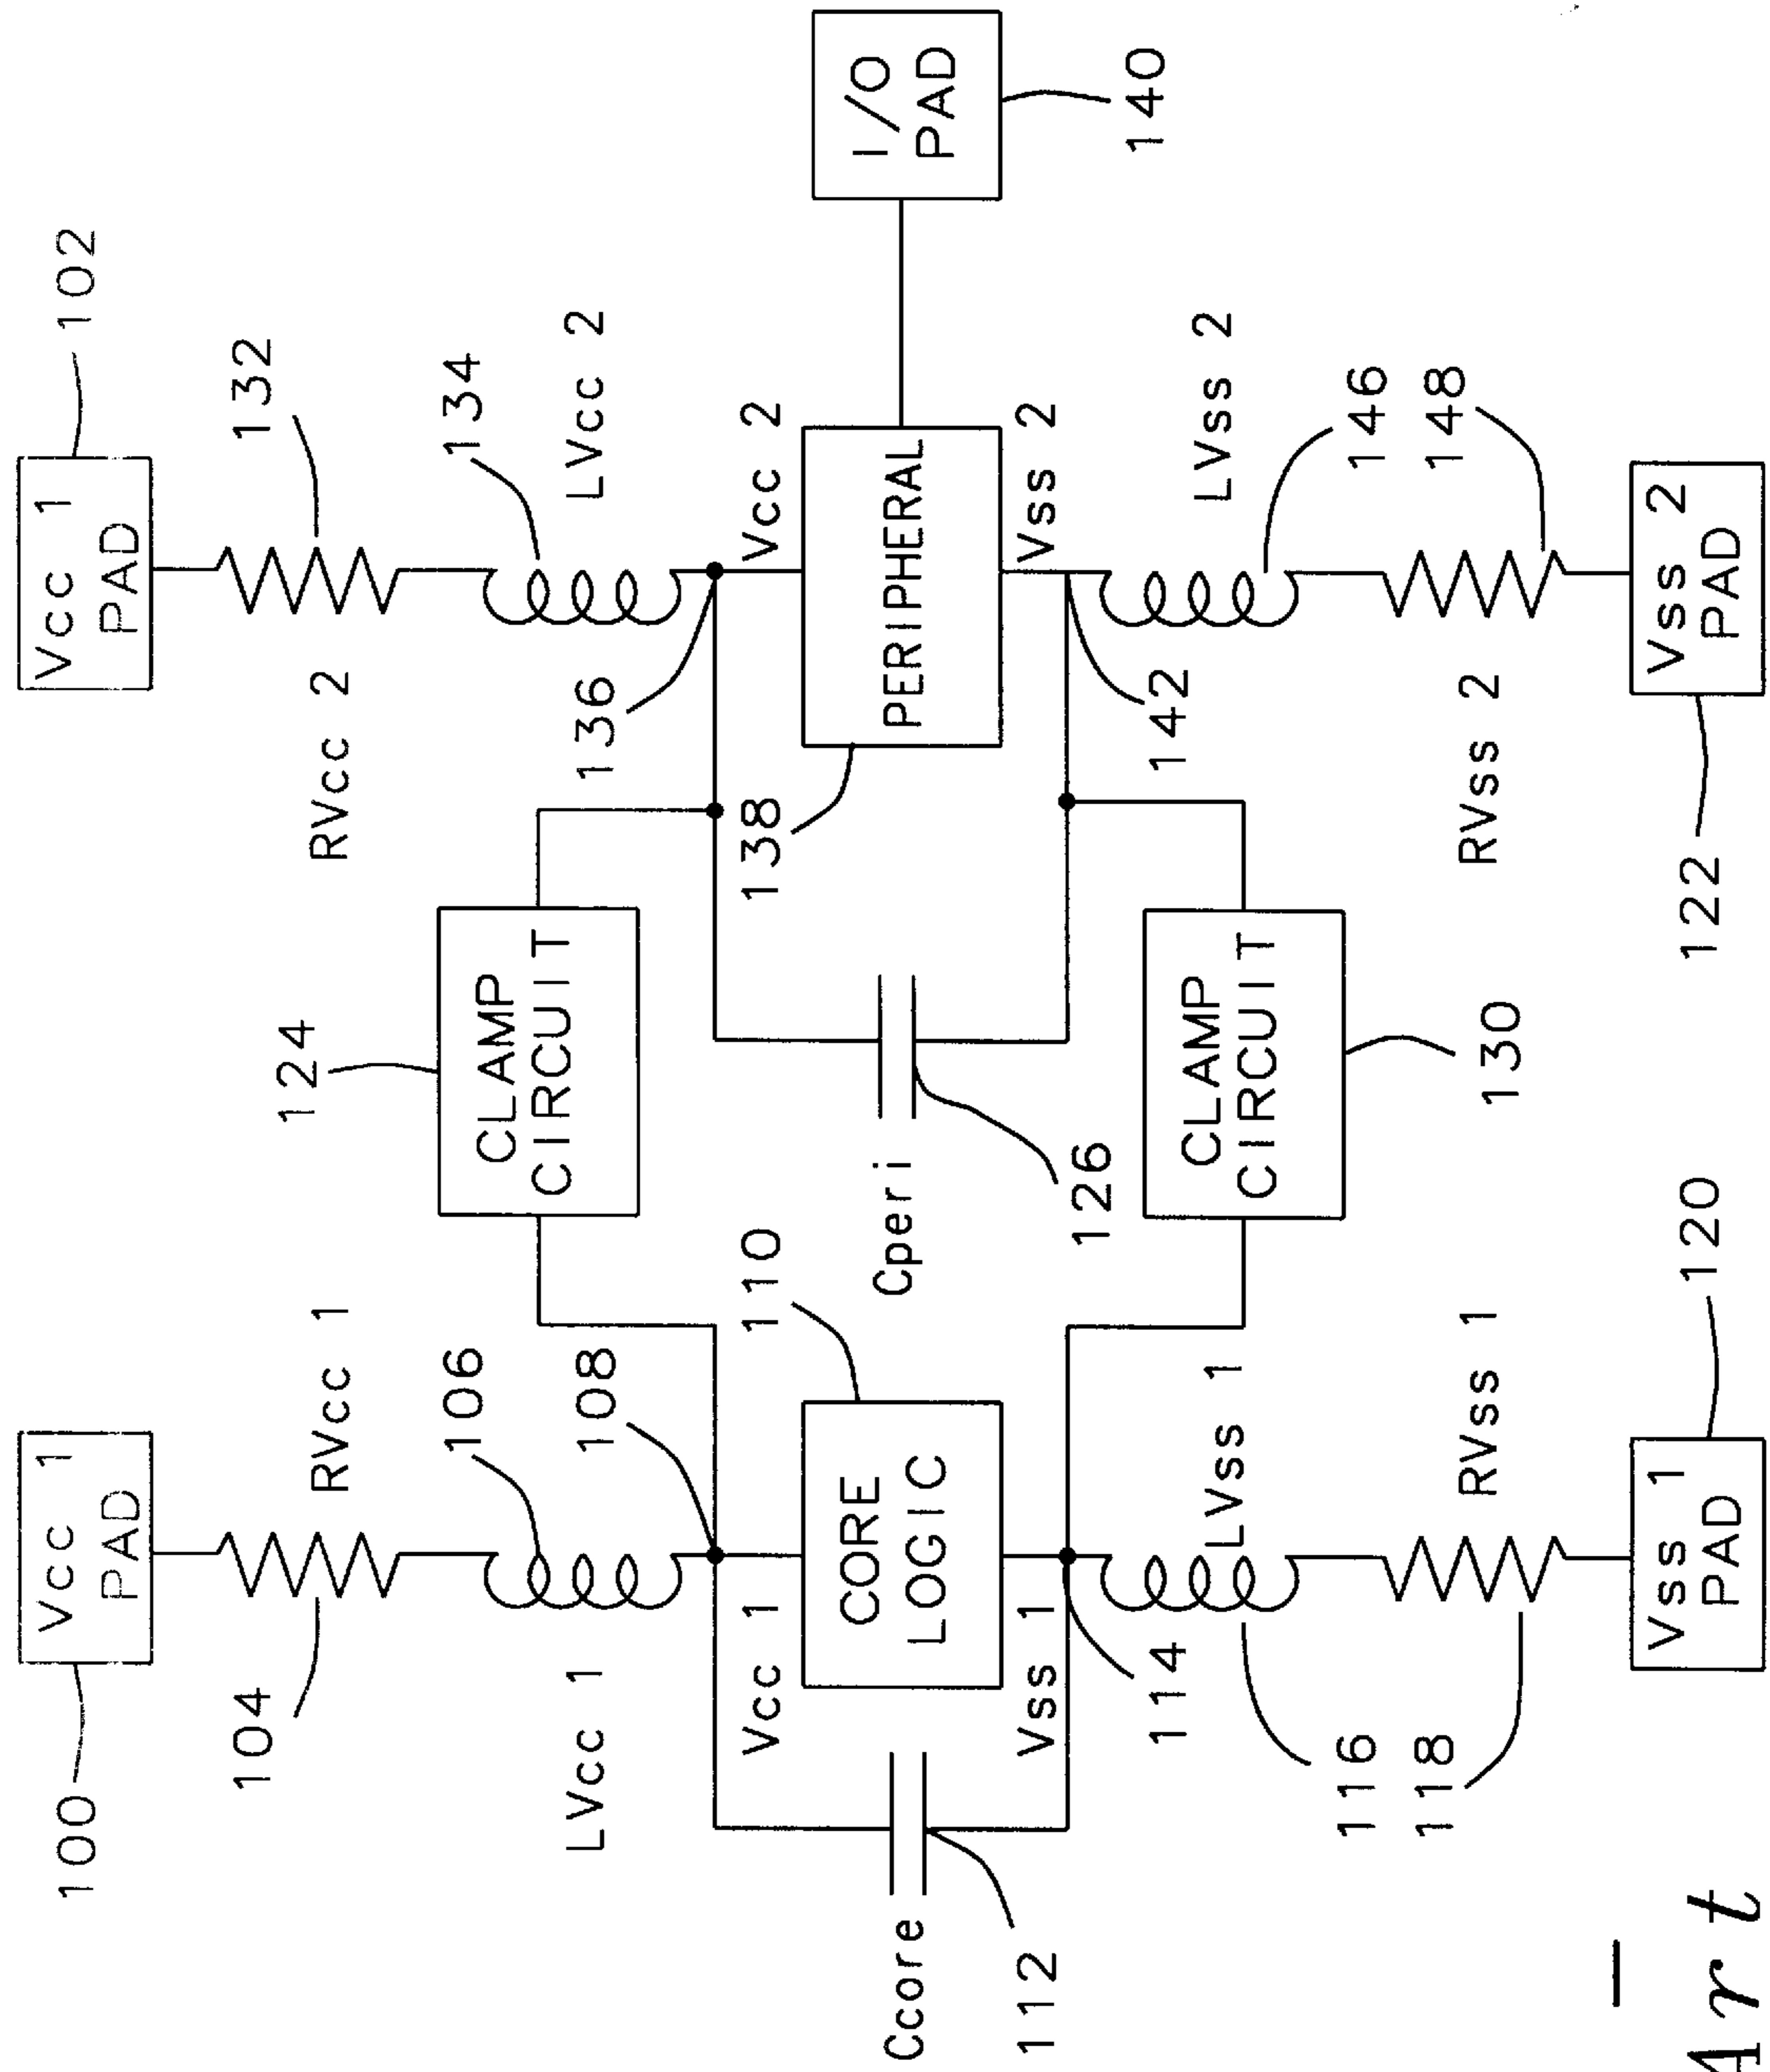 Vcc 1
PAD
100
Vcc 1
PAD
102
104
RVcc 1
RVcc 2
132
LVcc 1
106
134
LVcc 2
124
CLAMP
CIRCUIT
108
136
Vcc 1
110
138
Vcc 2
Ccore
CORE
LOGIC
Cperi
PERIPHERAL
I/O
PAD
112
Vss 1
126
Vss 2
140
114
142
CLAMP
CIRCUIT
LVss 1
LVss 2
116
146
118
RVss 1
130
RVss 2
148
Vss 1
PAD
120
122
Vss 2
PAD
Art